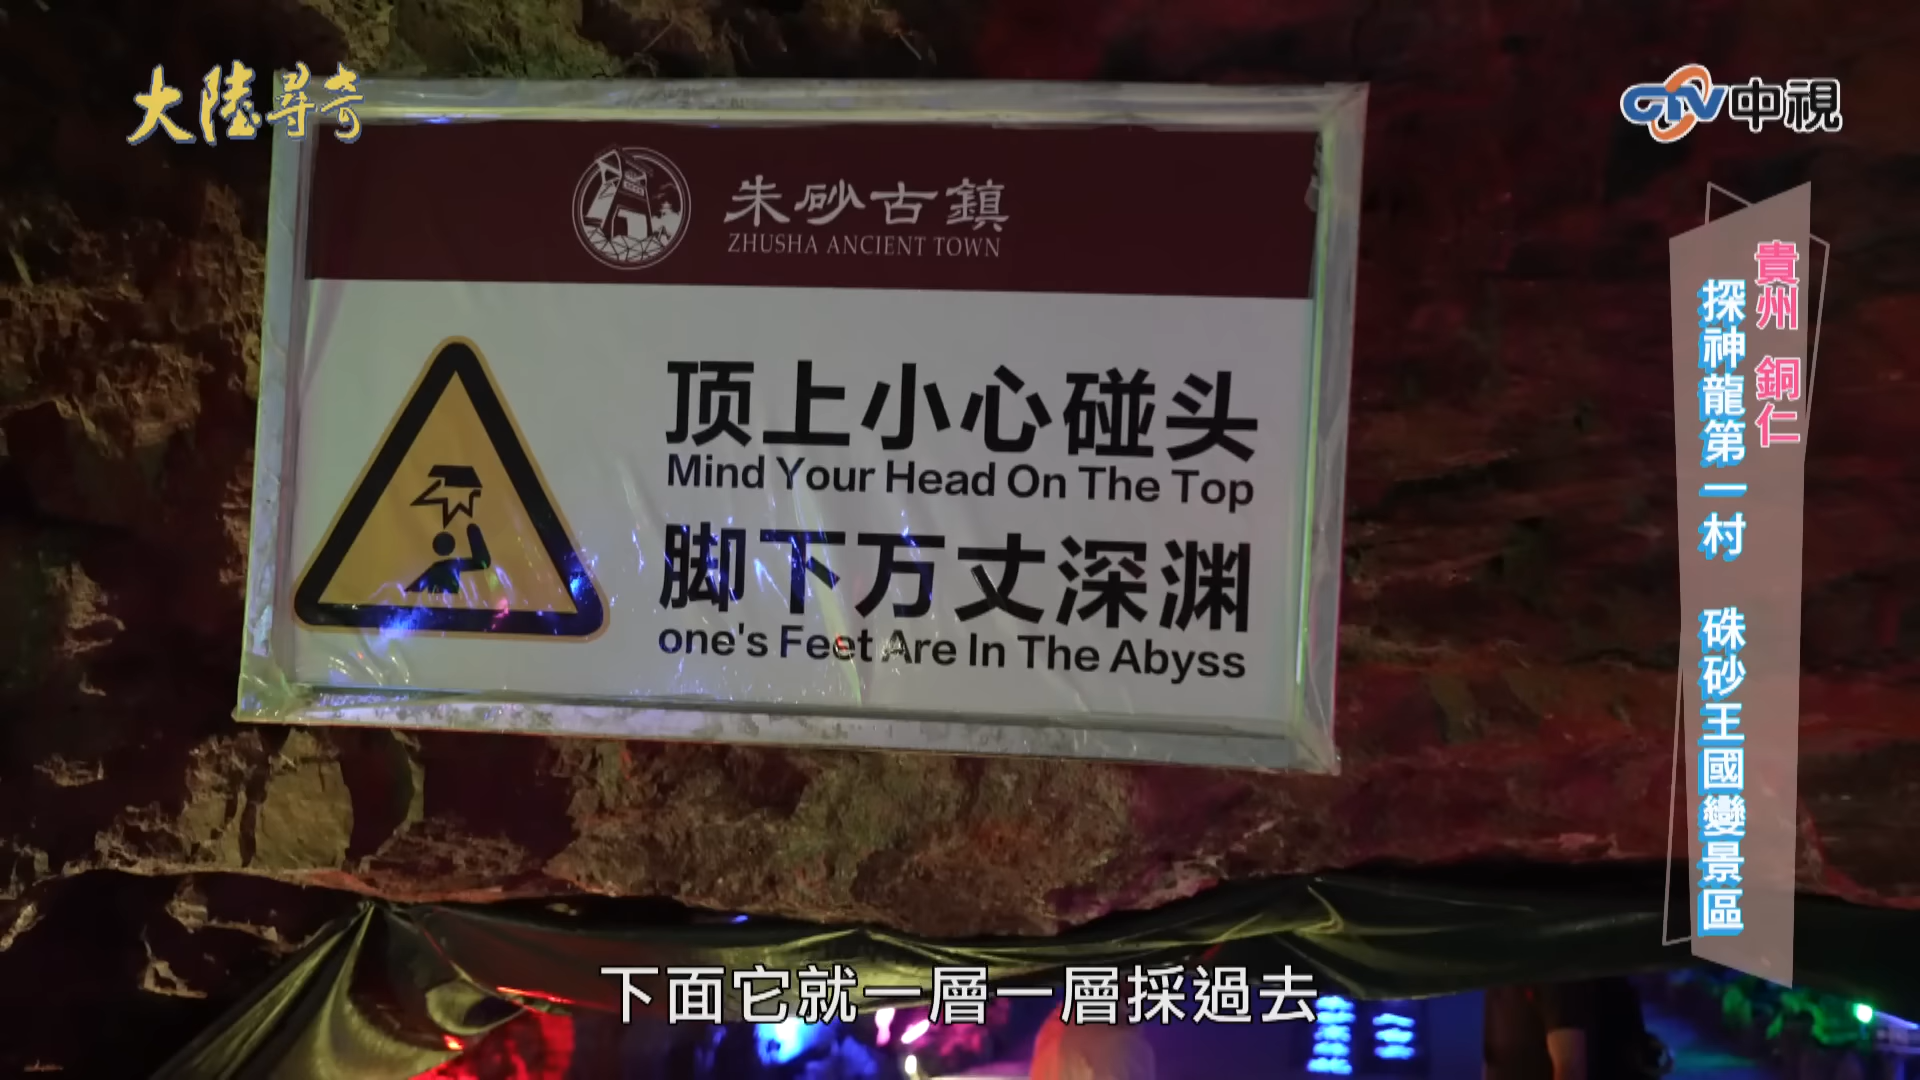 大陸尋奇
CTV中視
朱砂古鎮
ZHUSHA ANCIENT TOWN
顶上小心碰头
Mind Your Head On The Top
脚下万丈深渊
one's Feet Are In The Abyss
貴州 銅仁
探神龍第一村 硃砂王國變景區
下面它就一層一層採過去